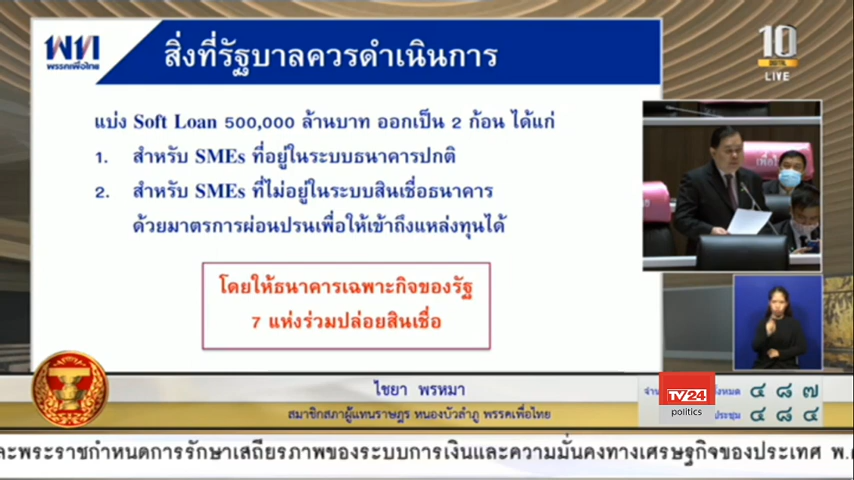 พท
พรรคเพื่อไทย
สิ่งที่รัฐบาลควรดำเนินการ
10
DIGITAL
LIVE
แบ่ง Soft Loan 500,000 ล้านบาท ออกเป็น 2 ก้อน ได้แก่
1. สำหรับ SMEs ที่อยู่ในระบบธนาคารปกติ
2. สำหรับ SMEs ที่ไม่อยู่ในระบบสินเชื่อธนาคาร
ด้วยมาตรการผ่อนปรนเพื่อให้เข้าถึงแหล่งทุนได้
โดยให้ธนาคารเฉพาะกิจของรัฐ
7 แห่งร่วมปล่อยสินเชื่อ
ไชยา พรหมา
สมาชิกสภาผู้แทนราษฎร หนองบัวลำภู พรรคเพื่อไทย
๔๘๗
TV24
politics
ประชุม ๔๘๔
ละพระราชกำหนดการรักษาเสถียรภาพของระบบการเงินและความมั่นคงทางเศรษฐกิจของประเทศ พ.ศ